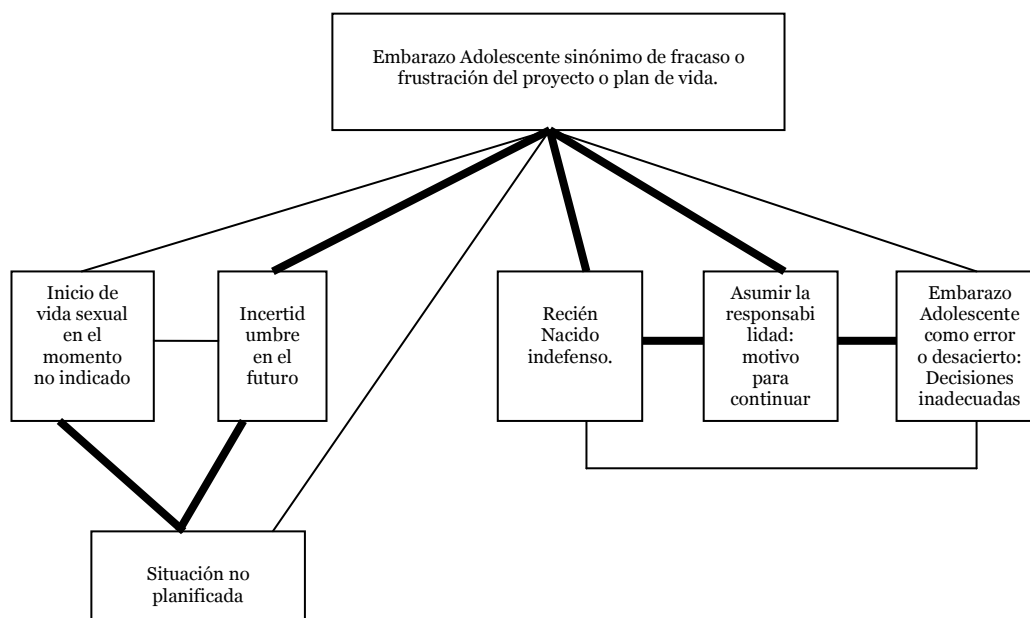 Embarazo Adolescente sinónimo de fracaso o
frustración del proyecto o plan de vida.
Inicio de
vida sexual
en el
momento
no indicado
Incertid
umbre
en el
futuro
Recién
Nacido
indefenso.
Asumir la
responsabi
lidad:
motivo
para
continuar
Embarazo
Adolescente
como error
o desacierto:
Decisiones
inadecuadas
Situación no
planificada